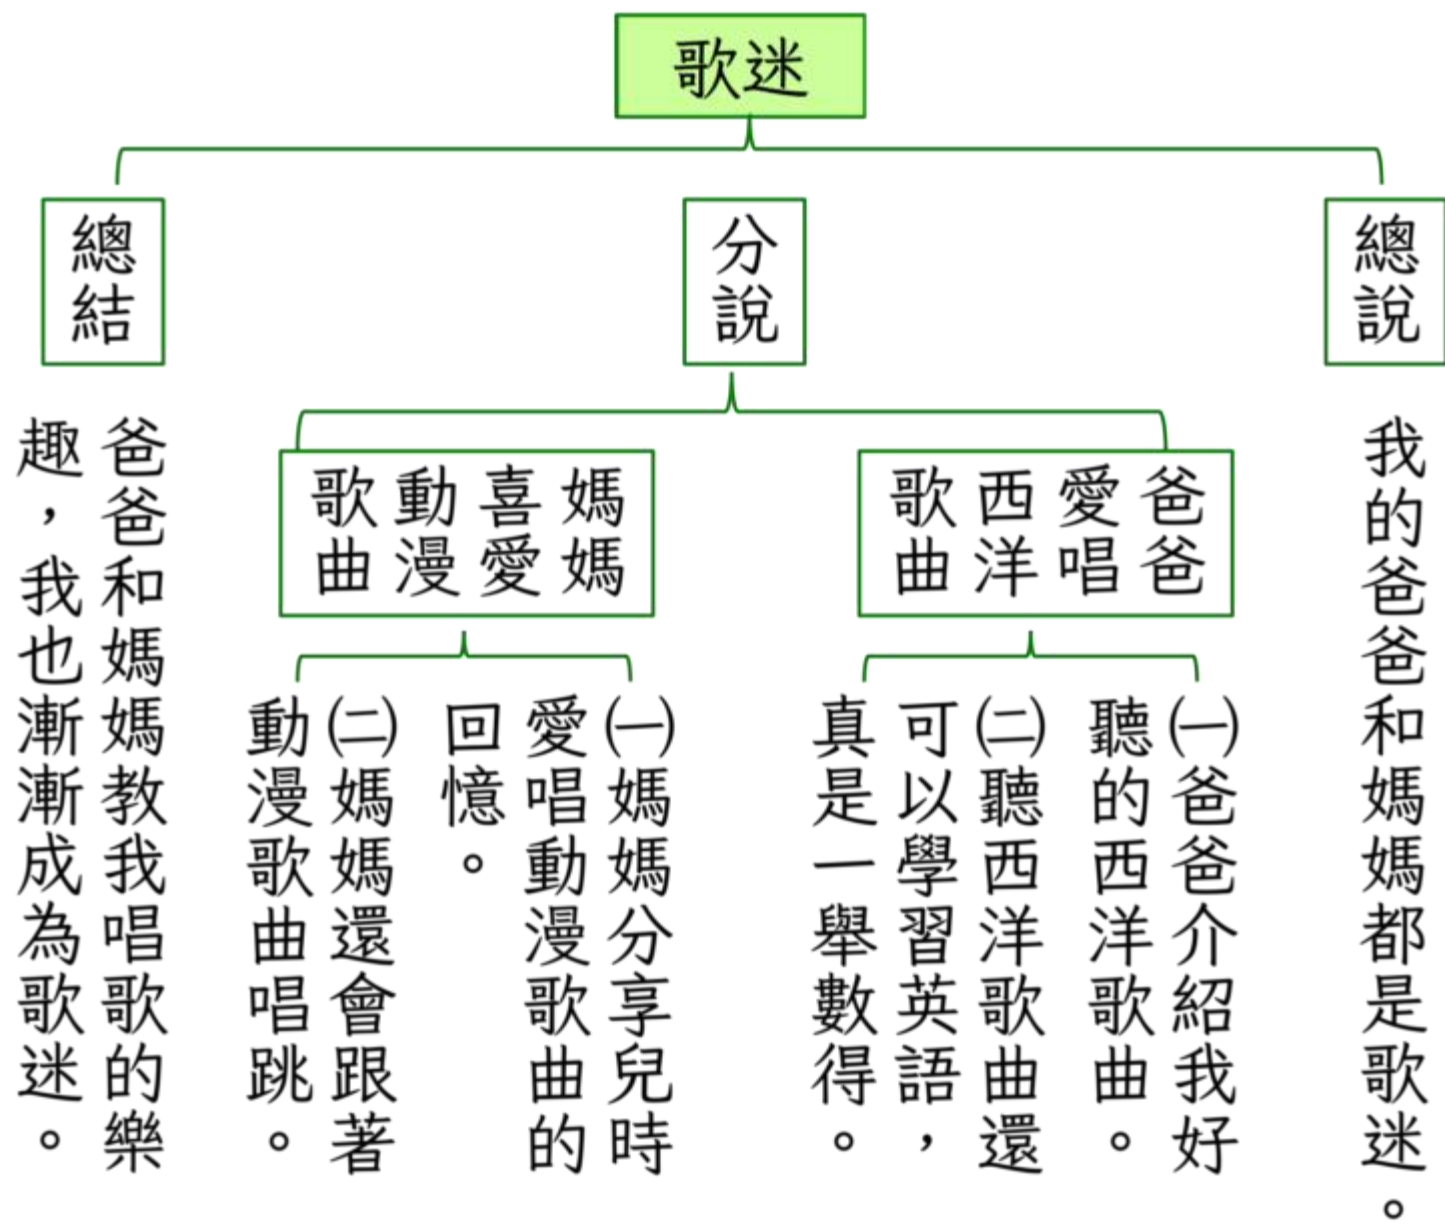 歌迷
總說
我的爸爸和媽媽都是歌迷。
分說
爸爸
愛唱
西洋
歌曲
㈠爸爸介紹我好
聽的西洋歌曲。
㈡聽西洋歌曲還
可以學習英語，
真是一舉數得。
媽媽
喜愛
動漫
歌曲
㈠媽媽分享兒時
愛唱動漫歌曲的
回憶。
㈡媽媽還會跟著
動漫歌曲唱跳。
總結
爸爸和媽媽教我唱歌的樂
趣，我也漸漸成為歌迷。